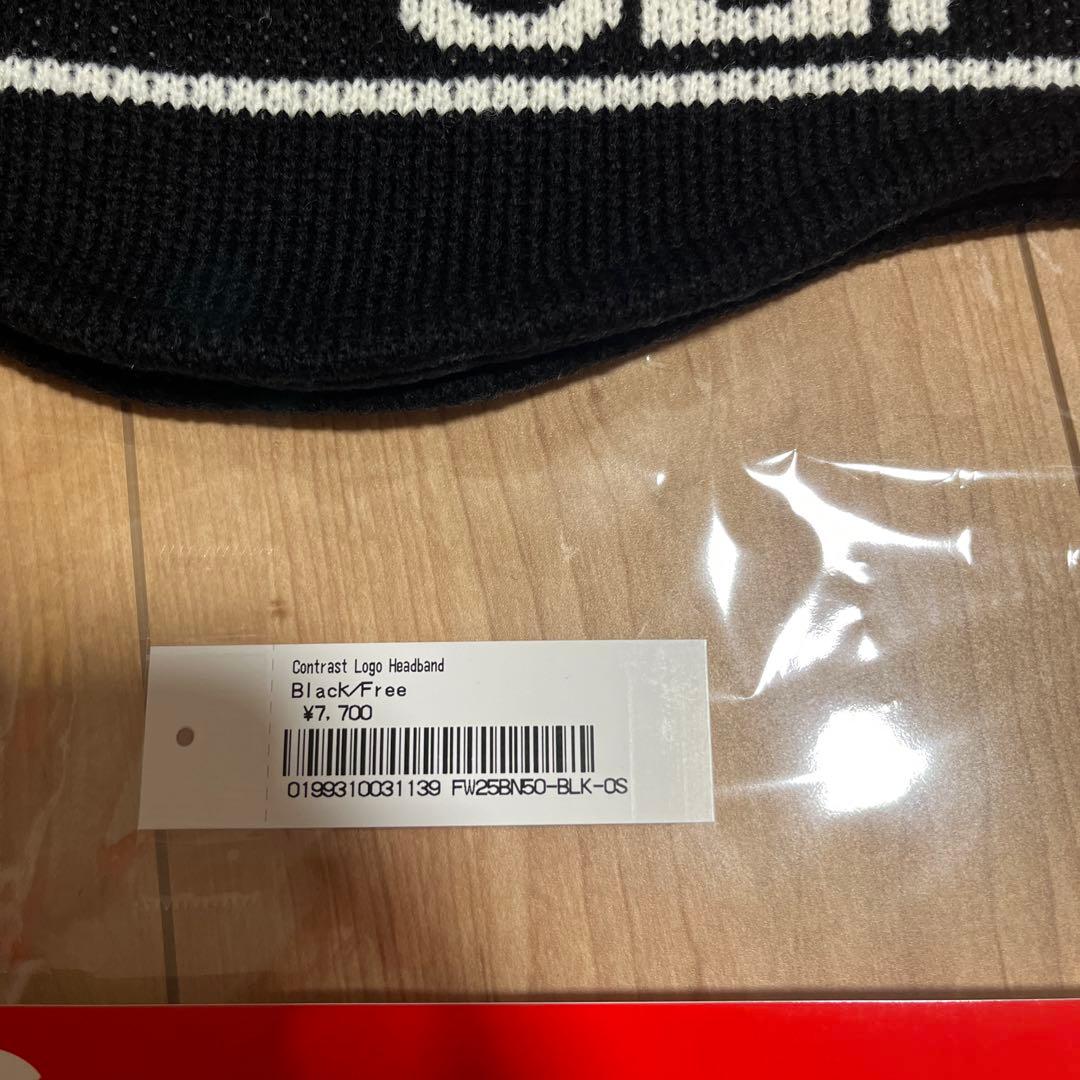 Contrast Logo Headband
Black/Free
¥7,700
0199310031139 FW25BN50-BLK-OS